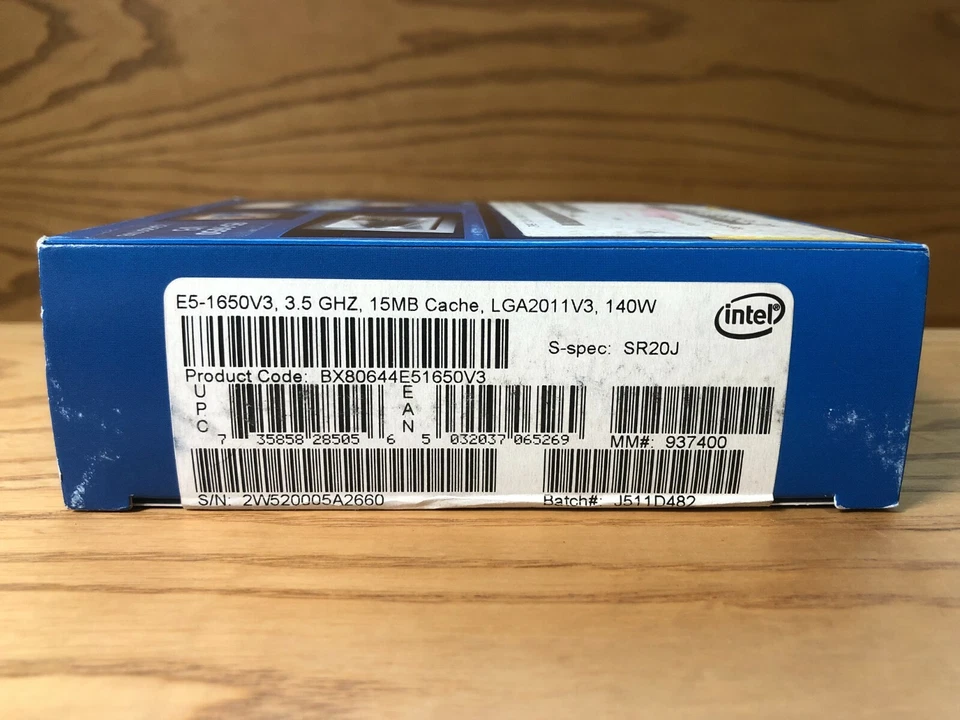 E5-1650V3, 3.5 GHZ, 15MB Cache, LGA2011V3, 140W
intel®
S-spec: SR20J
Product Code: BX80644E51650V3
UPC
7 35858 28505 6
EAN
5 032037 065269
MM#: 937400
S/N: 2W520005A2660
Batch#: J511D482